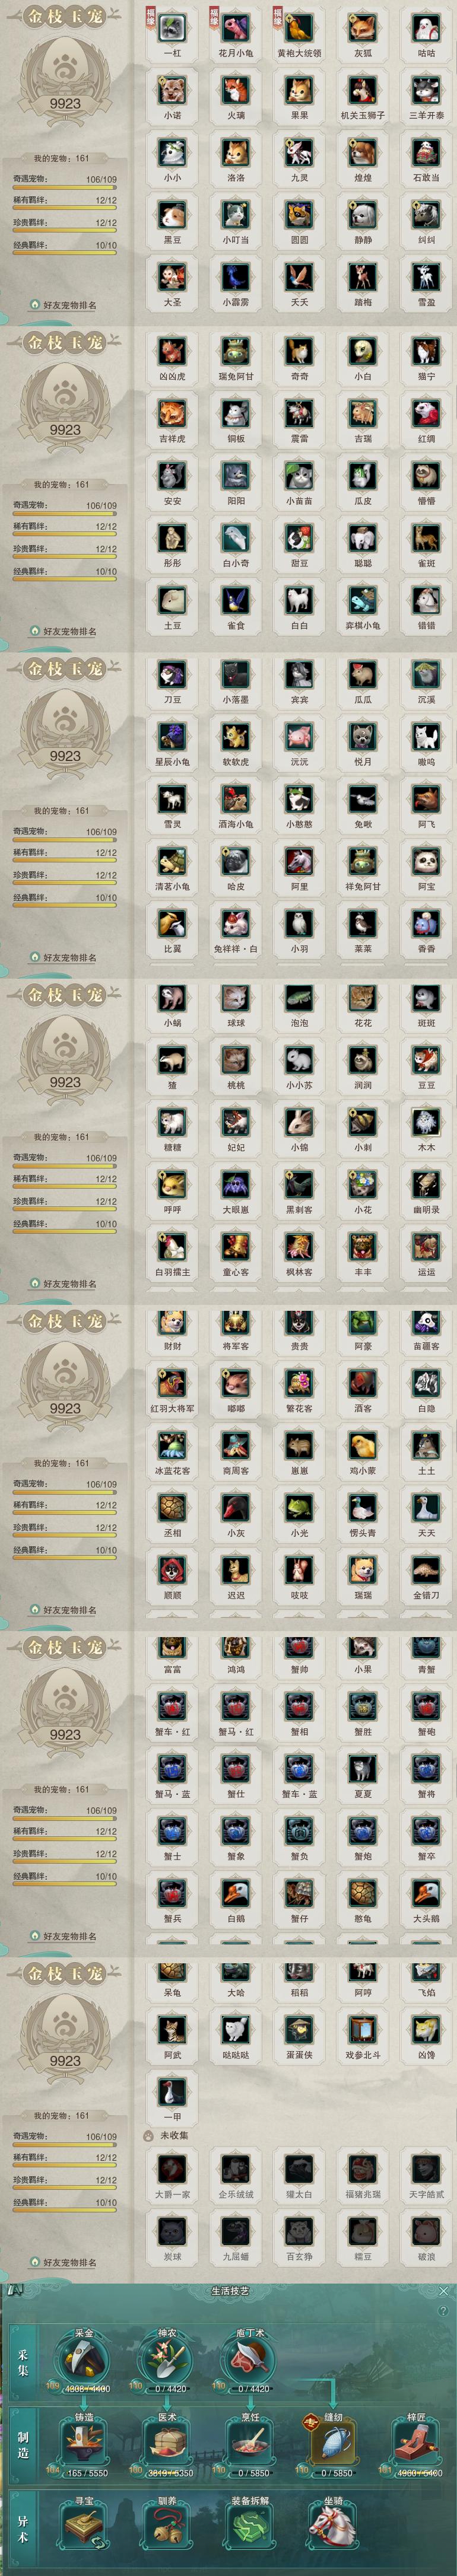 金枝玉宠
9923
我的宠物：161
奇遇宠物：106/109
稀有羁绊：12/12
珍贵羁绊：12/12
经典羁绊：10/10
好友宠物排名
福缘 福缘 福缘
一杠 花月小龟 黄袍大统领 灰狐 咕咕
小诺 火璃 果果 机关玉狮子 三羊开泰
小小 洛洛 九灵 煌煌 石敢当
黑豆 小叮当 圆圆 静静 纠纠
大圣 小霹雳 夭夭 踏梅 雪盈
金枝玉宠
9923
我的宠物：161
奇遇宠物：106/109
稀有羁绊：12/12
珍贵羁绊：12/12
经典羁绊：10/10
好友宠物排名
凶凶虎 瑞兔阿甘 奇奇 小白 猫宁
吉祥虎 铜板 震雷 吉瑞 红绸
安安 阳阳 小苗苗 瓜皮 懵懵
彤彤 白小奇 甜豆 聪聪 雀斑
土豆 雀食 白白 弈棋小龟 错错
金枝玉宠
9923
我的宠物：161
奇遇宠物：106/109
稀有羁绊：12/12
珍贵羁绊：12/12
经典羁绊：10/10
好友宠物排名
刀豆 小落墨 宾宾 瓜瓜 沉溪
星辰小龟 软软虎 沅沅 悦月 嗷呜
雪灵 酒海小龟 小憨憨 兔啾 阿飞
清茗小龟 哈皮 阿里 祥兔阿甘 阿宝
比翼 兔祥祥·白 小羽 莱莱 香香
金枝玉宠
9923
我的宠物：161
奇遇宠物：106/109
稀有羁绊：12/12
珍贵羁绊：12/12
经典羁绊：10/10
好友宠物排名
小蜗 球球 泡泡 花花 斑斑
猹 桃桃 小小苏 润润 豆豆
糖糖 妃妃 小锦 小刺 木木
呼呼 大眼崽 黑刺客 小花 幽明录
白羽擂主 童心客 枫林客 丰丰 运运
金枝玉宠
9923
我的宠物：161
奇遇宠物：106/109
稀有羁绊：12/12
珍贵羁绊：12/12
经典羁绊：10/10
好友宠物排名
财财 将军客 贵贵 阿豪 苗疆客
红羽大将军 嘟嘟 繁花客 酒客 白隐
冰蓝花客 商周客 崽崽 鸡小蒙 土土
丞相 小灰 小光 愣头青 天天
顺顺 迟迟 吱吱 瑞瑞 金错刀
金枝玉宠
9923
我的宠物：161
奇遇宠物：106/109
稀有羁绊：12/12
珍贵羁绊：12/12
经典羁绊：10/10
好友宠物排名
富富 鸿鸿 蟹帅 小果 青蟹
蟹车·红 蟹马·红 蟹相 蟹胜 蟹砲
蟹马·蓝 蟹仕 蟹车·蓝 夏夏 蟹将
蟹士 蟹象 蟹负 蟹炮 蟹卒
蟹兵 白鹅 蟹仔 憨龟 大头鹅
金枝玉宠
9923
我的宠物：161
奇遇宠物：106/109
稀有羁绊：12/12
珍贵羁绊：12/12
经典羁绊：10/10
好友宠物排名
呆龟 大哈 稻稻 阿哼 飞焰
阿武 哒哒哒 蛋蛋侠 戏参北斗 凶馋
一甲
未收集
大爵一家 企乐绒绒 獾太白 福猪兆瑞 天字皓贰
炭球 九屈蟠 百玄狰 糯豆 破浪
生活技艺
采集
采金 神农 庖丁术
109 4338/4400 110 0/4420 110 0/4420
制造
铸造 医术 烹饪 缝纫 梓匠
104 165/5550 100 3819/5350 110 0/5850 110 0/5850 101 4960/5400
异术
寻宝 驯养 装备拆解 坐骑